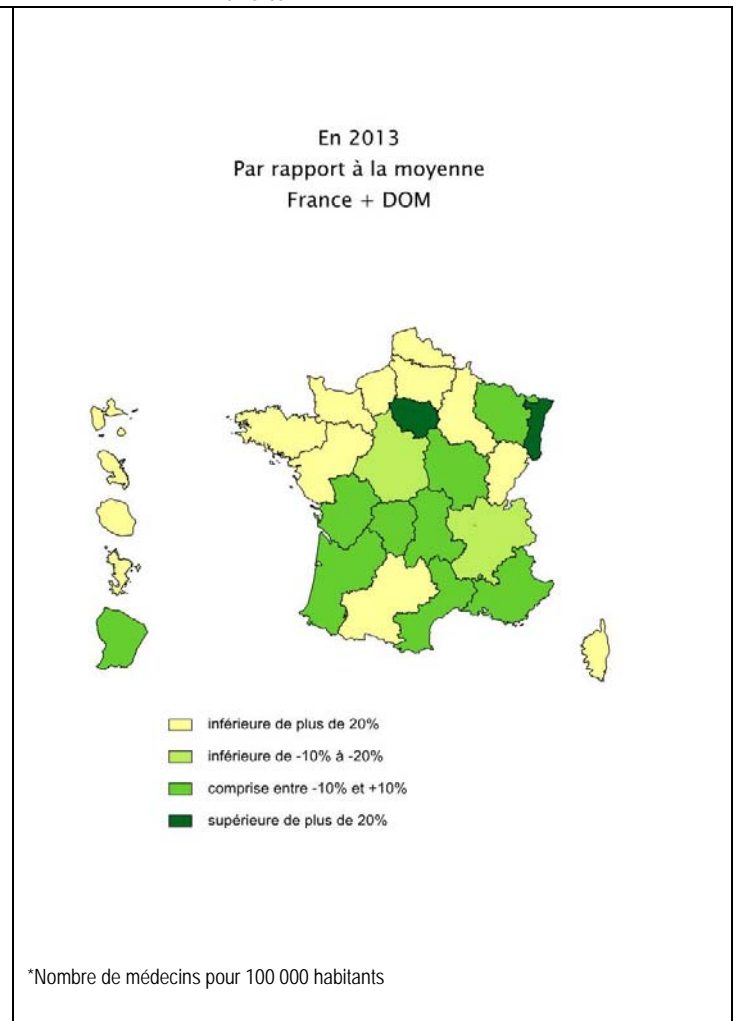 En 2013
Par rapport à la moyenne
France + DOM
inférieure de plus de 20%
inférieure de -10% à -20%
comprise entre -10% et +10%
supérieure de plus de 20%
*Nombre de médecins pour 100 000 habitants